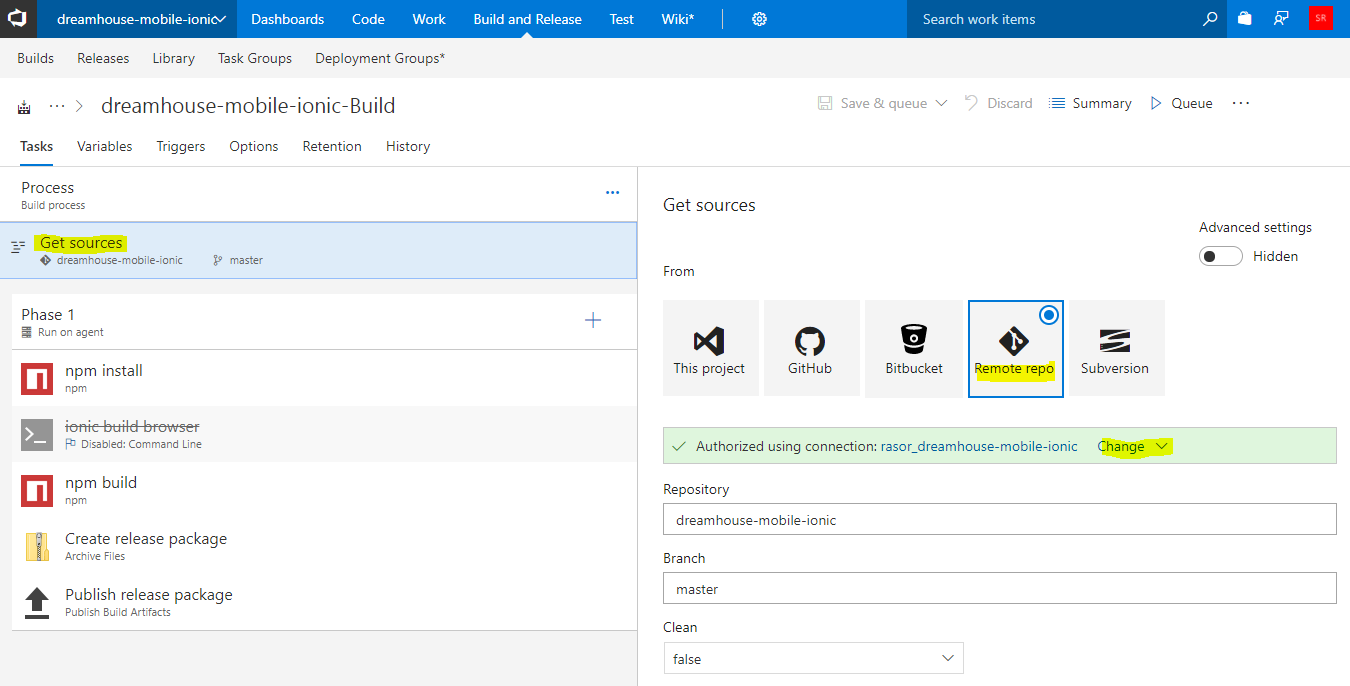 dreamhouse-mobile-ionic
Dashboards
Code
Work
Build and Release
Test
Wiki*
Search work items
SR
Builds
Releases
Library
Task Groups
Deployment Groups*
... > dreamhouse-mobile-ionic-Build
Save & queue
Discard
Summary
Queue
...
Tasks
Variables
Triggers
Options
Retention
History
Process
Build process
...
Get sources
dreamhouse-mobile-ionic
master
Phase 1
Run on agent
npm install
npm
ionic build browser
Disabled: Command Line
npm build
npm
Create release package
Archive Files
Publish release package
Publish Build Artifacts
Get sources
Advanced settings
Hidden
From
This project
GitHub
Bitbucket
Remote repo
Subversion
Authorized using connection: rasor_dreamhouse-mobile-ionic
Change
Repository
dreamhouse-mobile-ionic
Branch
master
Clean
false